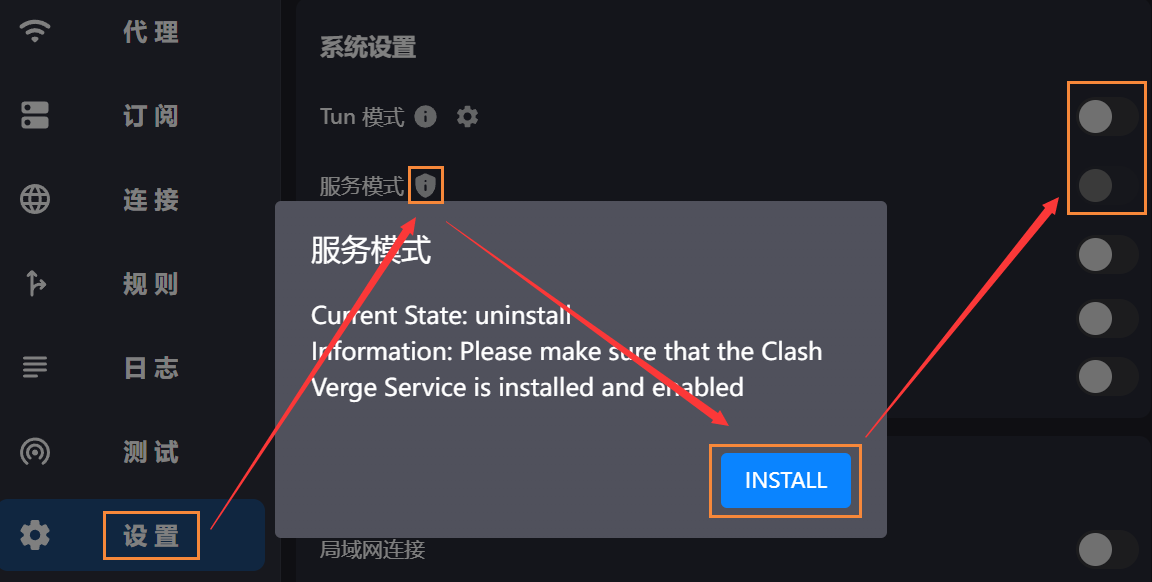 代理
订阅
连接
规则
日志
测试
设置
系统设置
Tun 模式
服务模式
服务模式
Current State: uninstall
Information: Please make sure that the Clash
Verge Service is installed and enabled
INSTALL
局域网连接